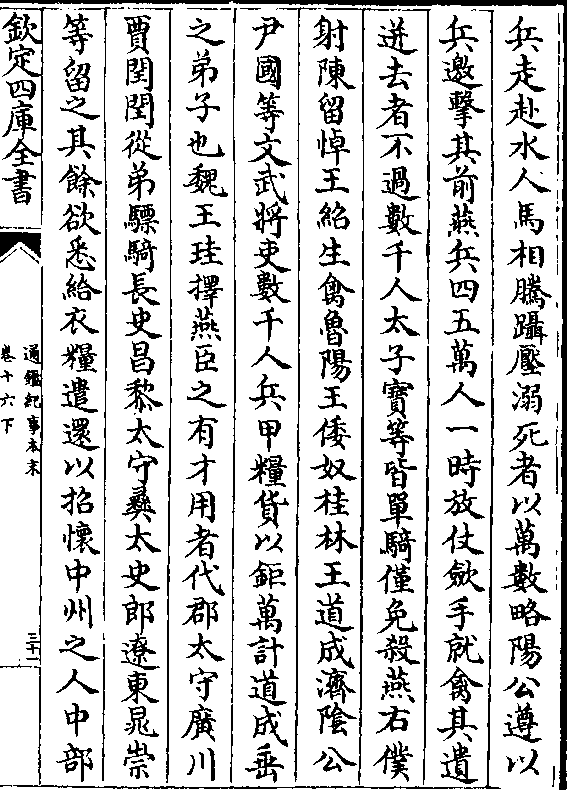 兵走赴水人馬相騰躡壓溺死者以萬數略陽公遵以
兵邀擊其前燕兵四五萬人一時放仗斂手就禽其遺
迸去者不過數千人太子寶等皆單騎僅免殺燕右僕
射陳留悼王紹生禽魯陽王倭奴桂林王道成濟隂公
尹國等文武將吏數千人兵甲糧貨以鉅萬計道成垂
之弟子也魏王珪擇燕臣之有才用者代郡太守廣川
賈閏閏從弟驃騎長史昌黎太守彝太史郎遼東晁崇
等留之其餘欲悉給衣糧遣還以招懷中州之人中部
欽定四庫全書
通鑑紀事本末
卷十六下
三十一